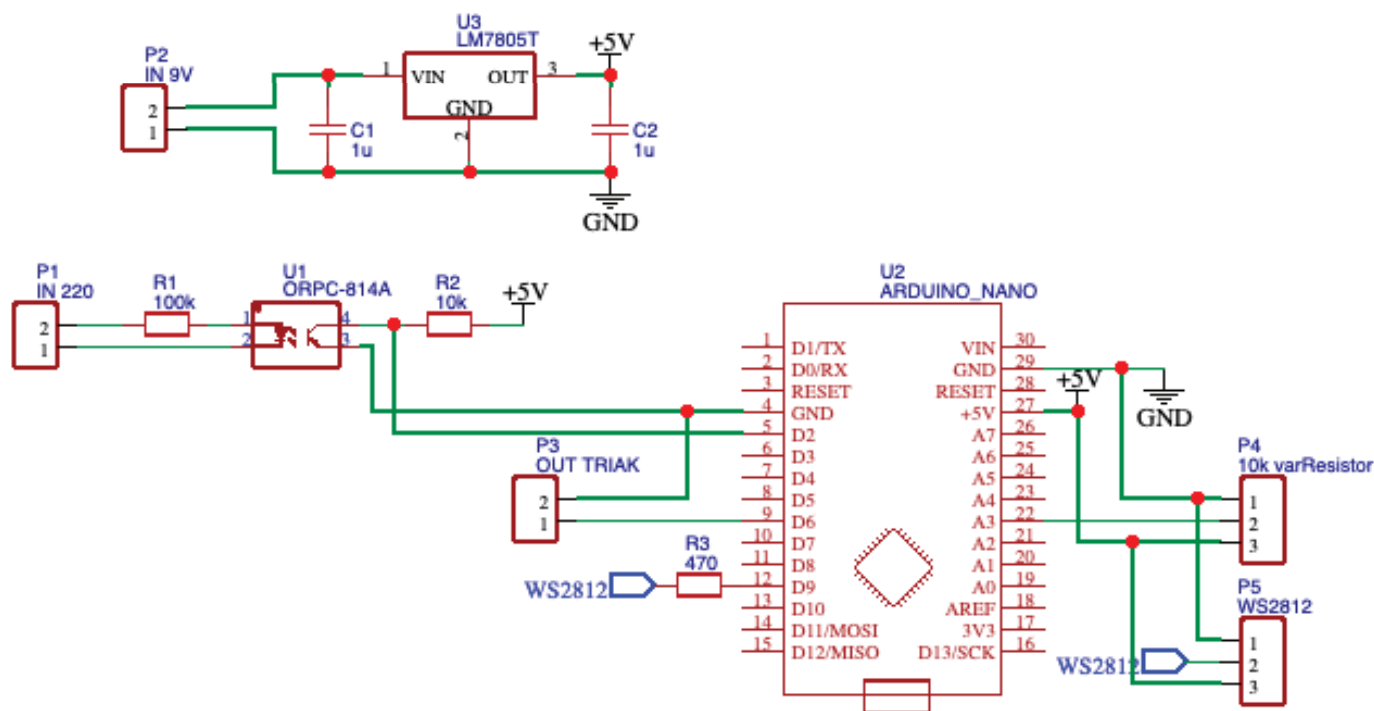 U3
LM7805T
+5V
P2
IN 9V
1
VIN
OUT
3
GND
2
2
1
C1
1u
C2
1u
GND
P1
IN 220
R1
100k
U1
ORPC-814A
R2
10k
+5V
2
1
1
2
4
3
U2
ARDUINO_NANO
1 D1/TX VIN 30
2 D0/RX GND 29
3 RESET RESET 28
4 GND +5V 27
5 D2 A7 26
6 D3 A6 25
7 D4 A5 24
8 D5 A4 23
9 D6 A3 22
10 D7 A2 21
11 D8 A1 20
12 D9 A0 19
13 D10 AREF 18
14 D11/MOSI 3V3 17
15 D12/MISO D13/SCK 16
+5V
GND
P3
OUT TRIAK
2
1
R3
470
WS2812
P4
10k varResistor
1
2
3
P5
WS2812
1
2
3
WS2812